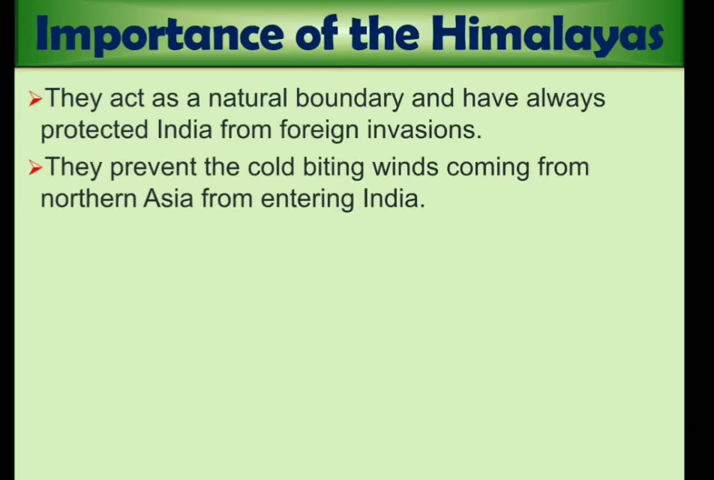 Importance of the Himalayas
➢They act as a natural boundary and have always
protected India from foreign invasions.
➢They prevent the cold biting winds coming from
northern Asia from entering India.